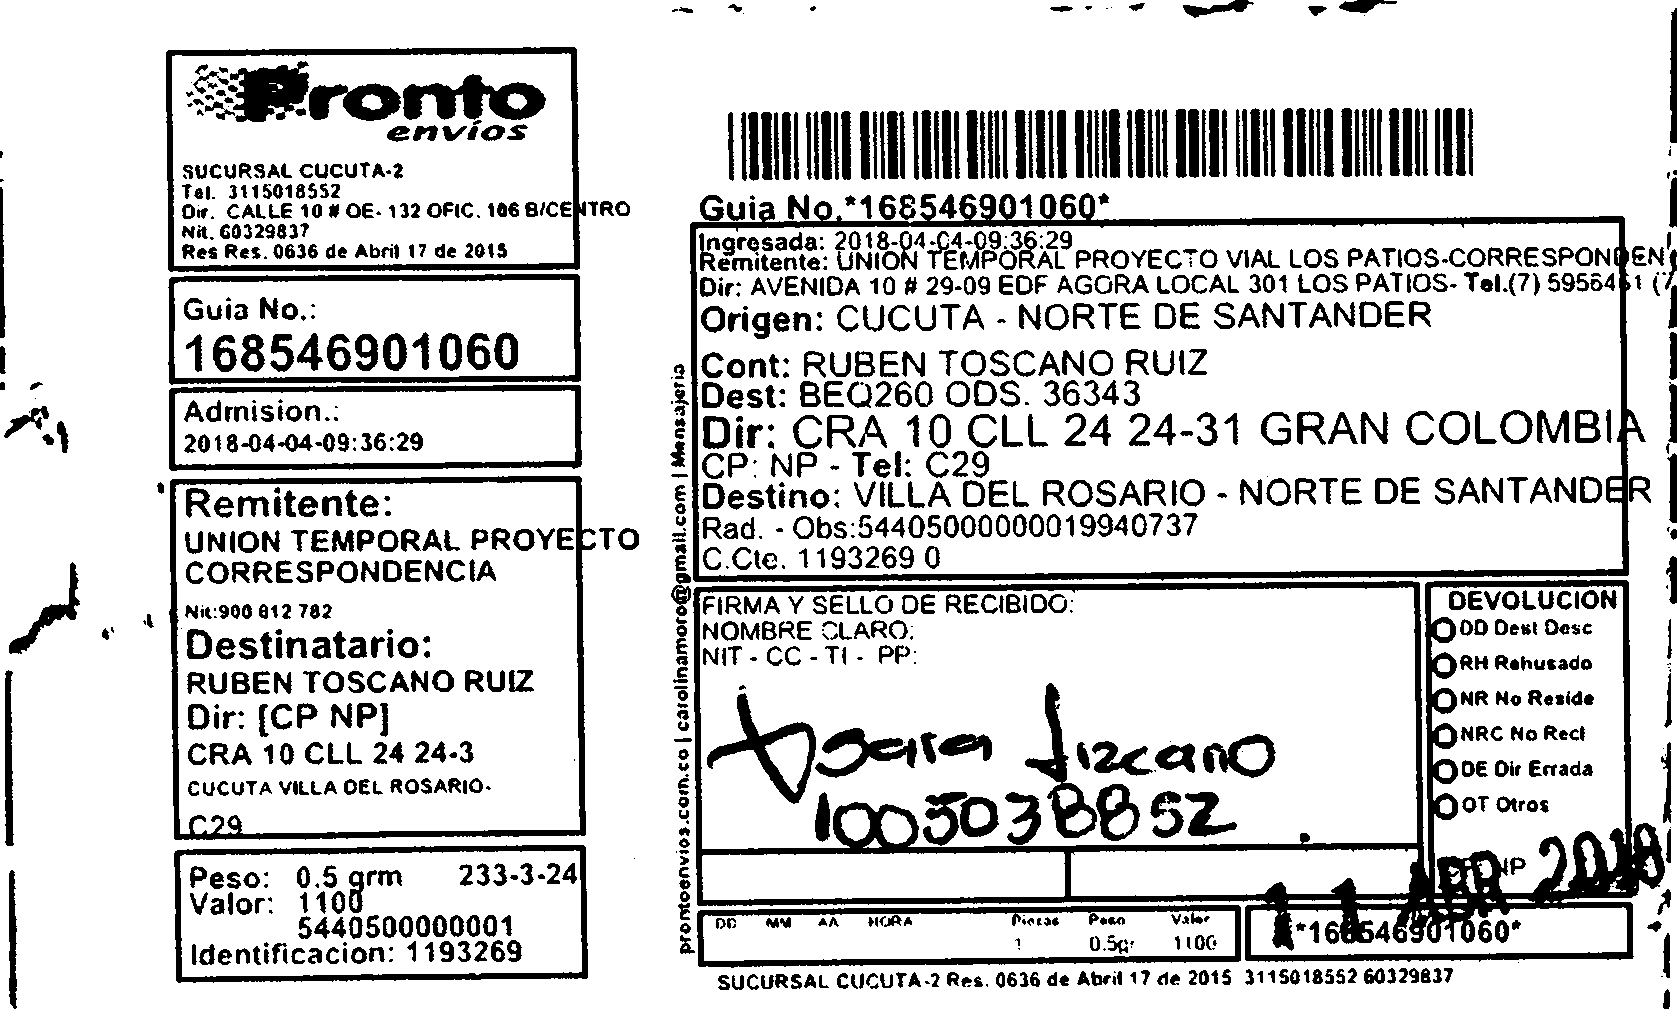 Pronto
envíos
SUCURSAL CUCUTA-2
Tel. 3115018552
Dir. CALLE 10 # OE- 132 OFIC. 106 B/CENTRO
Nit. 60329837
Res Res. 0636 de Abril 17 de 2015
Guia No.:
168546901060
Admision.:
2018-04-04-09:36:29
Remitente:
UNION TEMPORAL PROYECTO
CORRESPONDENCIA
Nit:900 812 782
Destinatario:
RUBEN TOSCANO RUIZ
Dir: [CP NP]
CRA 10 CLL 24 24-3
CUCUTA VILLA DEL ROSARIO-
C29
Peso: 0.5 grm 233-3-24
Valor: 1100
5440500000001
Identificacion: 1193269
prontoenvios.com.co | carolinamoro@gmail.com | Mensajeria
Guia No.*168546901060*
Ingresada: 2018-04-04-09:36:29
Remitente: UNION TEMPORAL PROYECTO VIAL LOS PATIOS-CORRESPONDEN
Dir: AVENIDA 10 # 29-09 EDF AGORA LOCAL 301 LOS PATIOS- Tel.(7) 5956461 (7
Origen: CUCUTA - NORTE DE SANTANDER
Cont: RUBEN TOSCANO RUIZ
Dest: BEQ260 ODS. 36343
Dir: CRA 10 CLL 24 24-31 GRAN COLOMBIA
CP: NP - Tel: C29
Destino: VILLA DEL ROSARIO - NORTE DE SANTANDER
Rad. - Obs:54405000000019940737
C.Cte. 1193269 0
FIRMA Y SELLO DE RECIBIDO:
NOMBRE CLARO:
NIT - CC - TI - PP:
Lizcano
1005038852
DEVOLUCION
DD Dest Desc
RH Rehusado
NR No Reside
NRC No Recl
DE Dir Errada
OT Otros
NP
11 ABR 2018
DD MM AA HORA Piezas Peso Valor
1 0.5gr 1100
*168546901060*
SUCURSAL CUCUTA-2 Res. 0636 de Abril 17 de 2015 3115018552 60329837